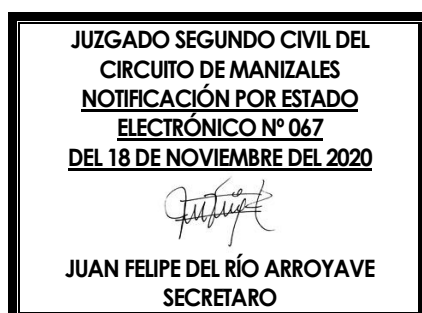 JUZGADO SEGUNDO CIVIL DEL
CIRCUITO DE MANIZALES
NOTIFICACIÓN POR ESTADO
ELECTRÓNICO Nº 067
DEL 18 DE NOVIEMBRE DEL 2020
JUAN FELIPE DEL RÍO ARROYAVE
SECRETARO